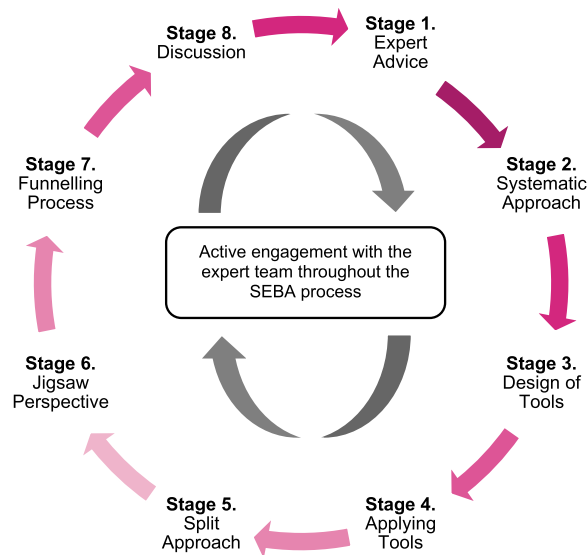 Stage 1.
Expert
Advice
Stage 2.
Systematic
Approach
Stage 3.
Design of
Tools
Stage 4.
Applying
Tools
Stage 5.
Split
Approach
Stage 6.
Jigsaw
Perspective
Stage 7.
Funnelling
Process
Stage 8.
Discussion
Active engagement with the
expert team throughout the
SEBA process